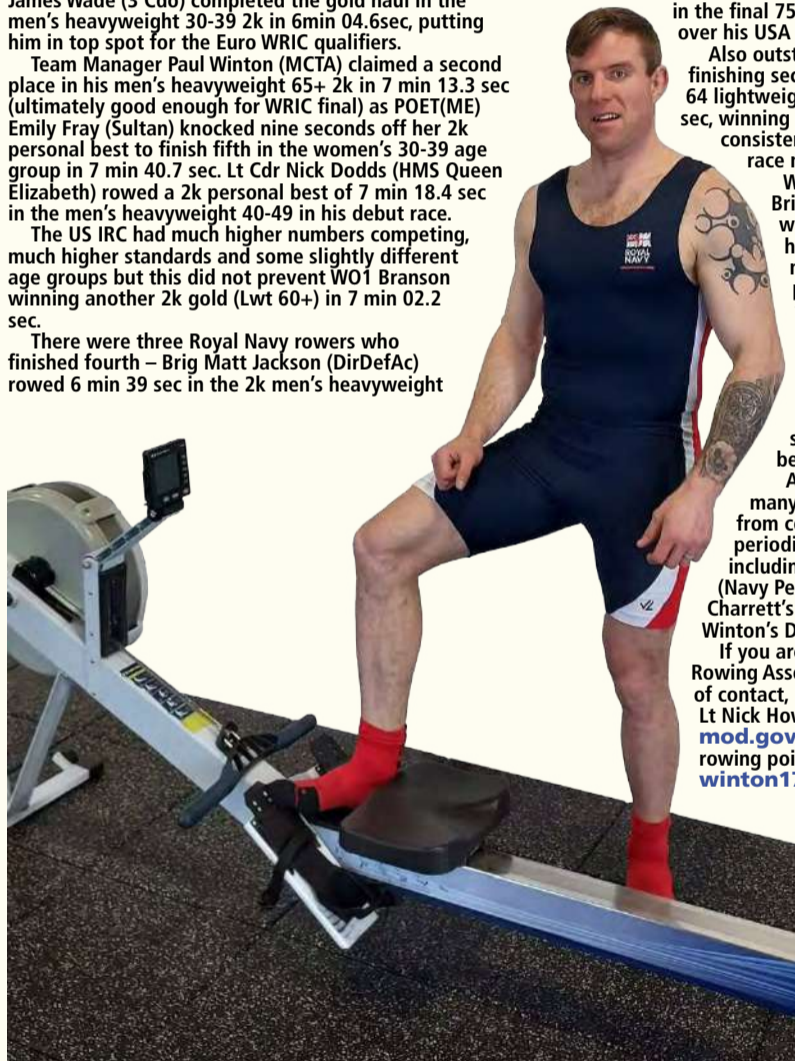 James Wade (3 Cdo) completed the gold haul in the
men's heavyweight 30-39 2k in 6min 04.6sec, putting
him in top spot for the Euro WRIC qualifiers.
Team Manager Paul Winton (MCTA) claimed a second
place in his men's heavyweight 65+ 2k in 7 min 13.3 sec
(ultimately good enough for WRIC final) as POET(ME)
Emily Fray (Sultan) knocked nine seconds off her 2k
personal best to finish fifth in the women's 30-39 age
group in 7 min 40.7 sec. Lt Cdr Nick Dodds (HMS Queen
Elizabeth) rowed a 2k personal best of 7 min 18.4 sec
in the men's heavyweight 40-49 in his debut race.
The US IRC had much higher numbers competing,
much higher standards and some slightly different
age groups but this did not prevent WO1 Branson
winning another 2k gold (Lwt 60+) in 7 min 02.2
sec.
There were three Royal Navy rowers who
finished fourth – Brig Matt Jackson (DirDefAc)
rowed 6 min 39 sec in the 2k men's heavyweight
in the final 75
over his USA
Also outst
finishing sec
64 lightweig
sec, winning
consister
race r
W
Bri
w
h
r
s
be
A
many
from co
periodi
includin
(Navy Pe
Charrett's
Winton's D
If you are
Rowing Asso
of contact,
Lt Nick How
mod.gov
rowing poi
winton17
ROYAL
NAVY